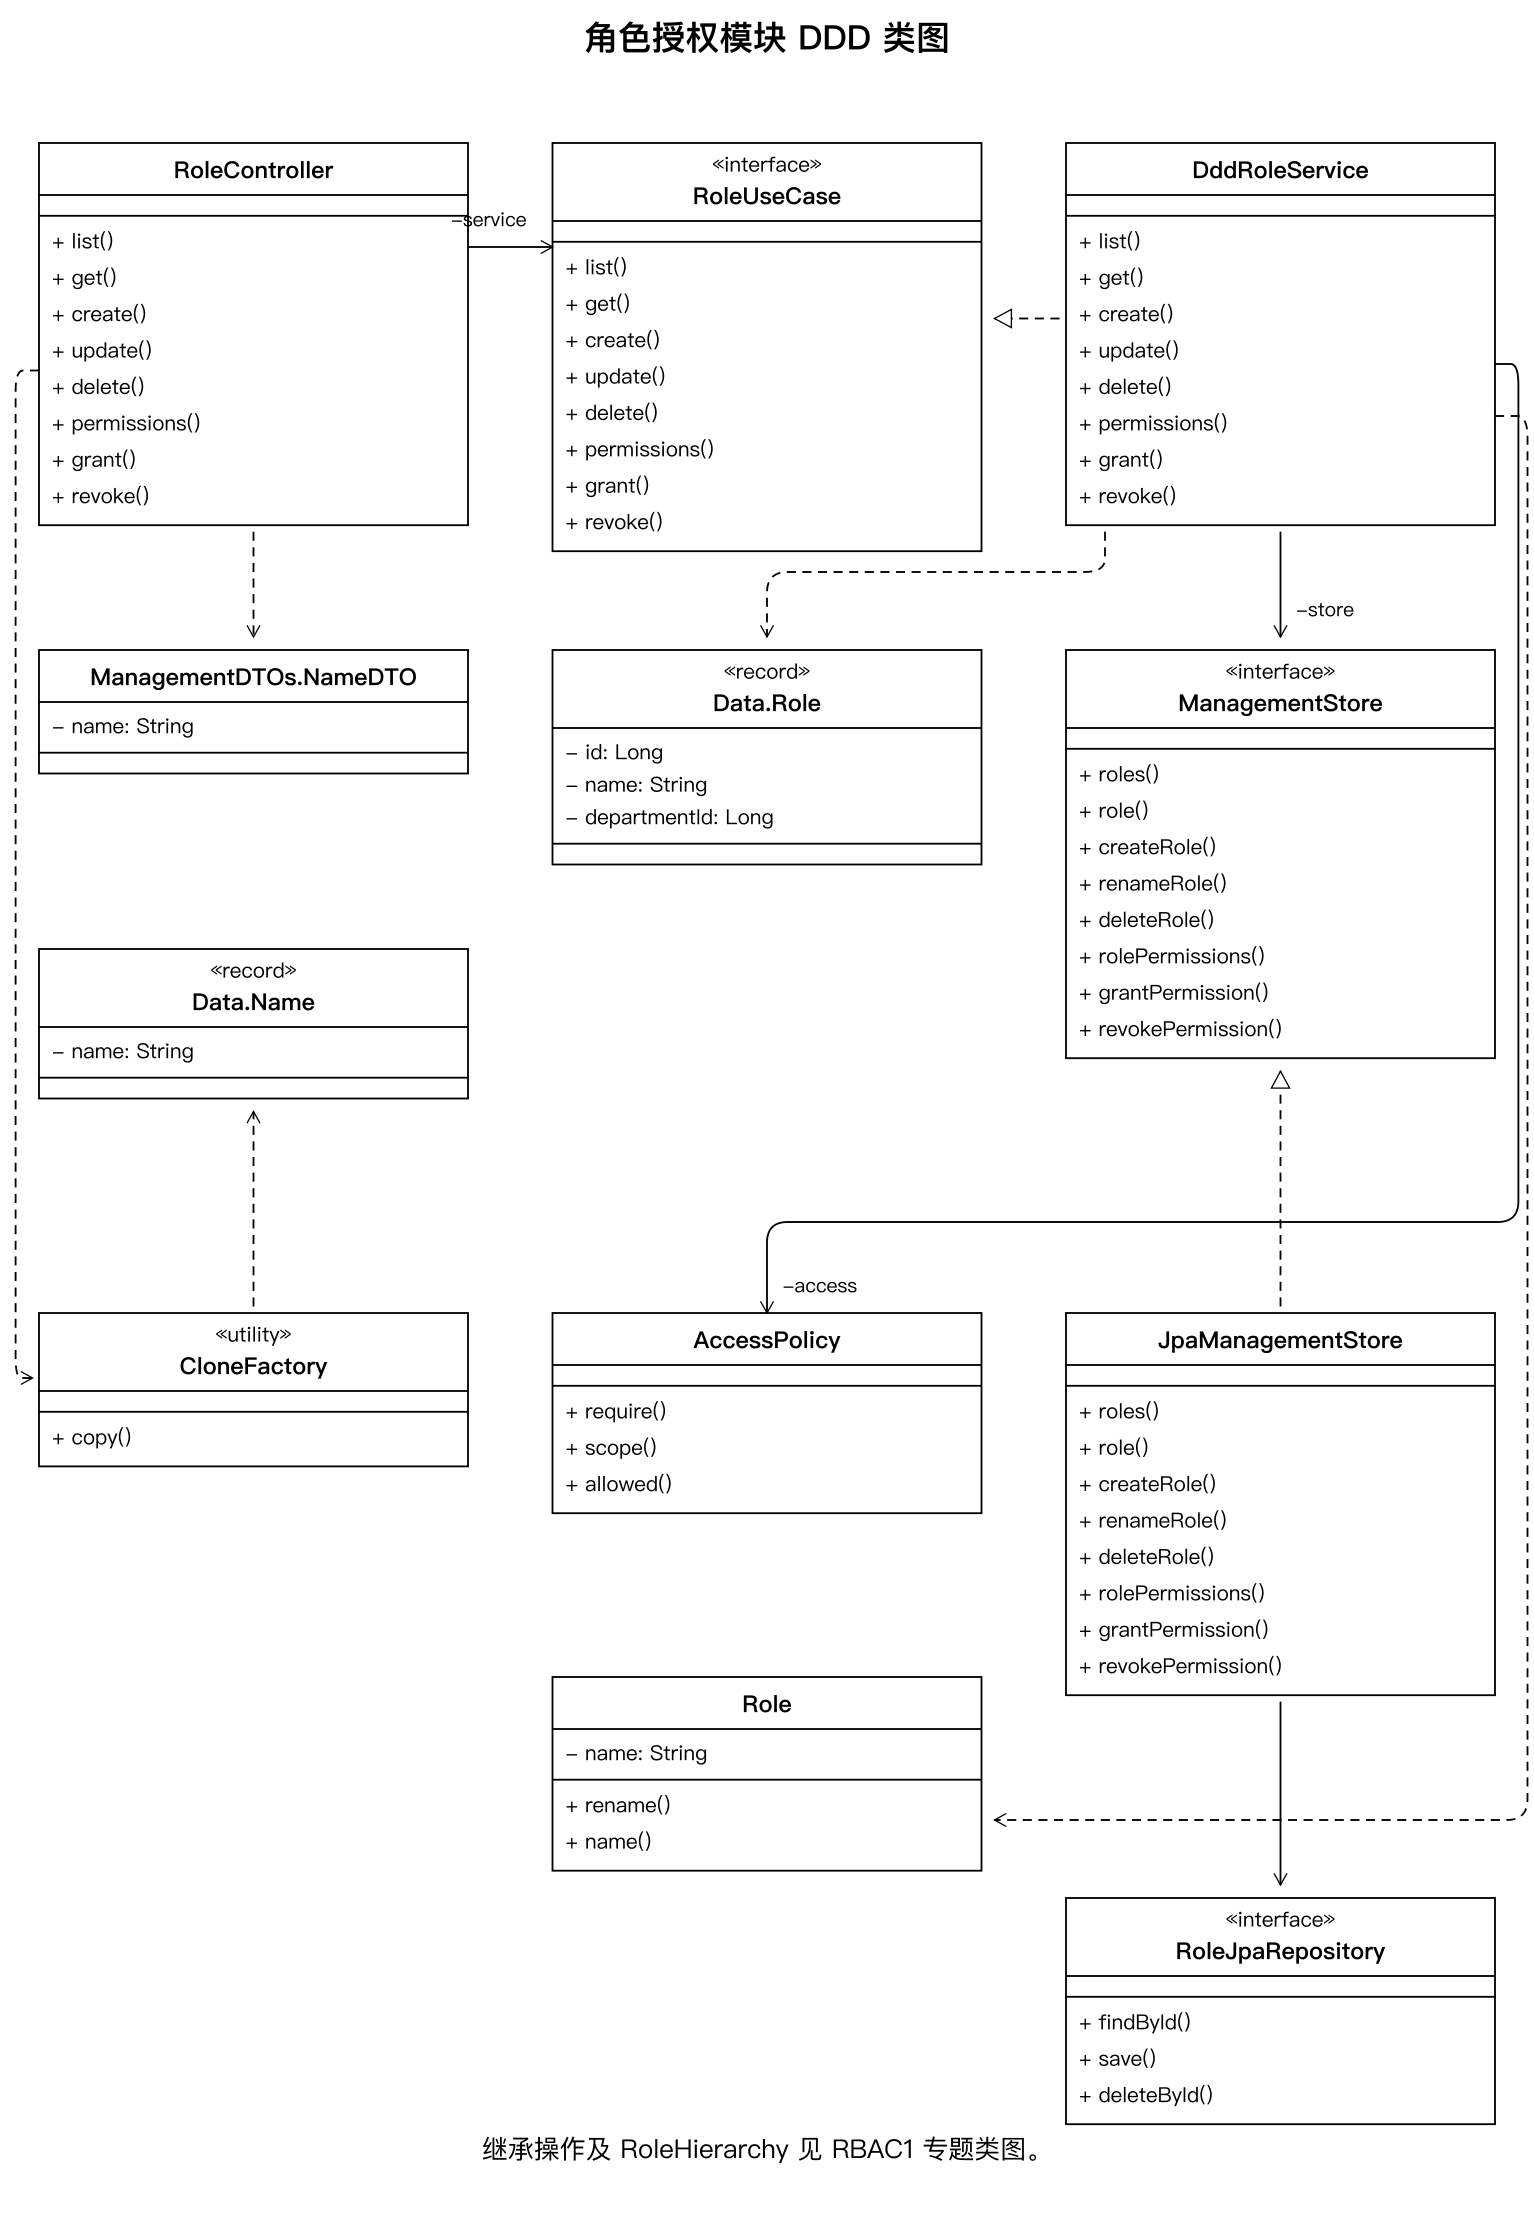 角色授权模块 DDD 类图
RoleController
+ list()
+ get()
+ create()
+ update()
+ delete()
+ permissions()
+ grant()
+ revoke()
–service
«interface»
RoleUseCase
+ list()
+ get()
+ create()
+ update()
+ delete()
+ permissions()
+ grant()
+ revoke()
DddRoleService
+ list()
+ get()
+ create()
+ update()
+ delete()
+ permissions()
+ grant()
+ revoke()
–store
ManagementDTOs.NameDTO
– name: String
«record»
Data.Role
– id: Long
– name: String
– departmentId: Long
«interface»
ManagementStore
+ roles()
+ role()
+ createRole()
+ renameRole()
+ deleteRole()
+ rolePermissions()
+ grantPermission()
+ revokePermission()
«record»
Data.Name
– name: String
–access
«utility»
CloneFactory
+ copy()
AccessPolicy
+ require()
+ scope()
+ allowed()
JpaManagementStore
+ roles()
+ role()
+ createRole()
+ renameRole()
+ deleteRole()
+ rolePermissions()
+ grantPermission()
+ revokePermission()
Role
– name: String
+ rename()
+ name()
«interface»
RoleJpaRepository
+ findById()
+ save()
+ deleteById()
继承操作及 RoleHierarchy 见 RBAC1 专题类图。